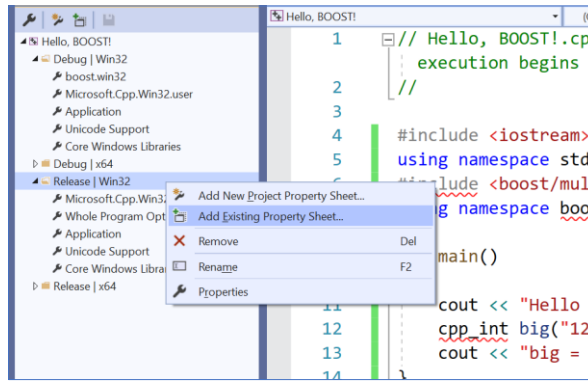 Hello, BOOST!
Hello, BOOST!
Debug | Win32
boost.win32
Microsoft.Cpp.Win32.user
Application
Unicode Support
Core Windows Libraries
Debug | x64
Release | Win32
Microsoft.Cpp.Win32
Whole Program Opt
Application
Unicode Support
Core Windows Libra
Release | x64
Add New Project Property Sheet...
Add Existing Property Sheet...
Remove Del
Rename F2
Properties
1 // Hello, BOOST!.cp
execution begins
2 //
3
4 #include <iostream>
5 using namespace std
#include <boost/mul
g namespace boo
main()
11 cout << "Hello
12 cpp_int big("12
13 cout << "big =
14 }